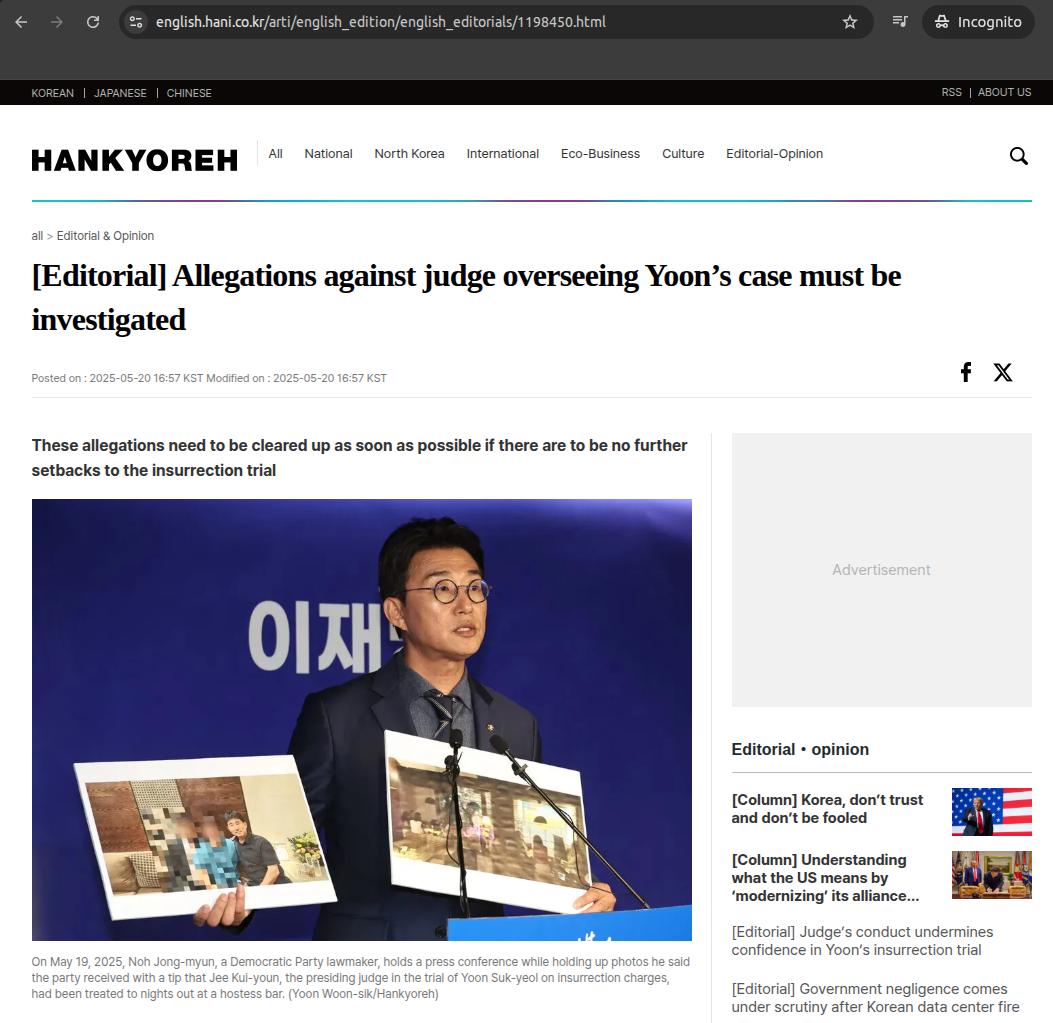 english.hani.co.kr/arti/english_edition/english_editorials/1198450.html
Incognito
KOREAN | JAPANESE | CHINESE
RSS | ABOUT US
HANKYOREH
All National North Korea International Eco-Business Culture Editorial-Opinion
all > Editorial & Opinion
[Editorial] Allegations against judge overseeing Yoon’s case must be
investigated
Posted on : 2025-05-20 16:57 KST Modified on : 2025-05-20 16:57 KST
These allegations need to be cleared up as soon as possible if there are to be no further
setbacks to the insurrection trial
이재
On May 19, 2025, Noh Jong-myun, a Democratic Party lawmaker, holds a press conference while holding up photos he said
the party received with a tip that Jee Kui-youn, the presiding judge in the trial of Yoon Suk-yeol on insurrection charges,
had been treated to nights out at a hostess bar. (Yoon Woon-sik/Hankyoreh)
Advertisement
Editorial・opinion
[Column] Korea, don’t trust
and don’t be fooled
[Column] Understanding
what the US means by
‘modernizing’ its alliance...
[Editorial] Judge’s conduct undermines
confidence in Yoon’s insurrection trial
[Editorial] Government negligence comes
under scrutiny after Korean data center fire